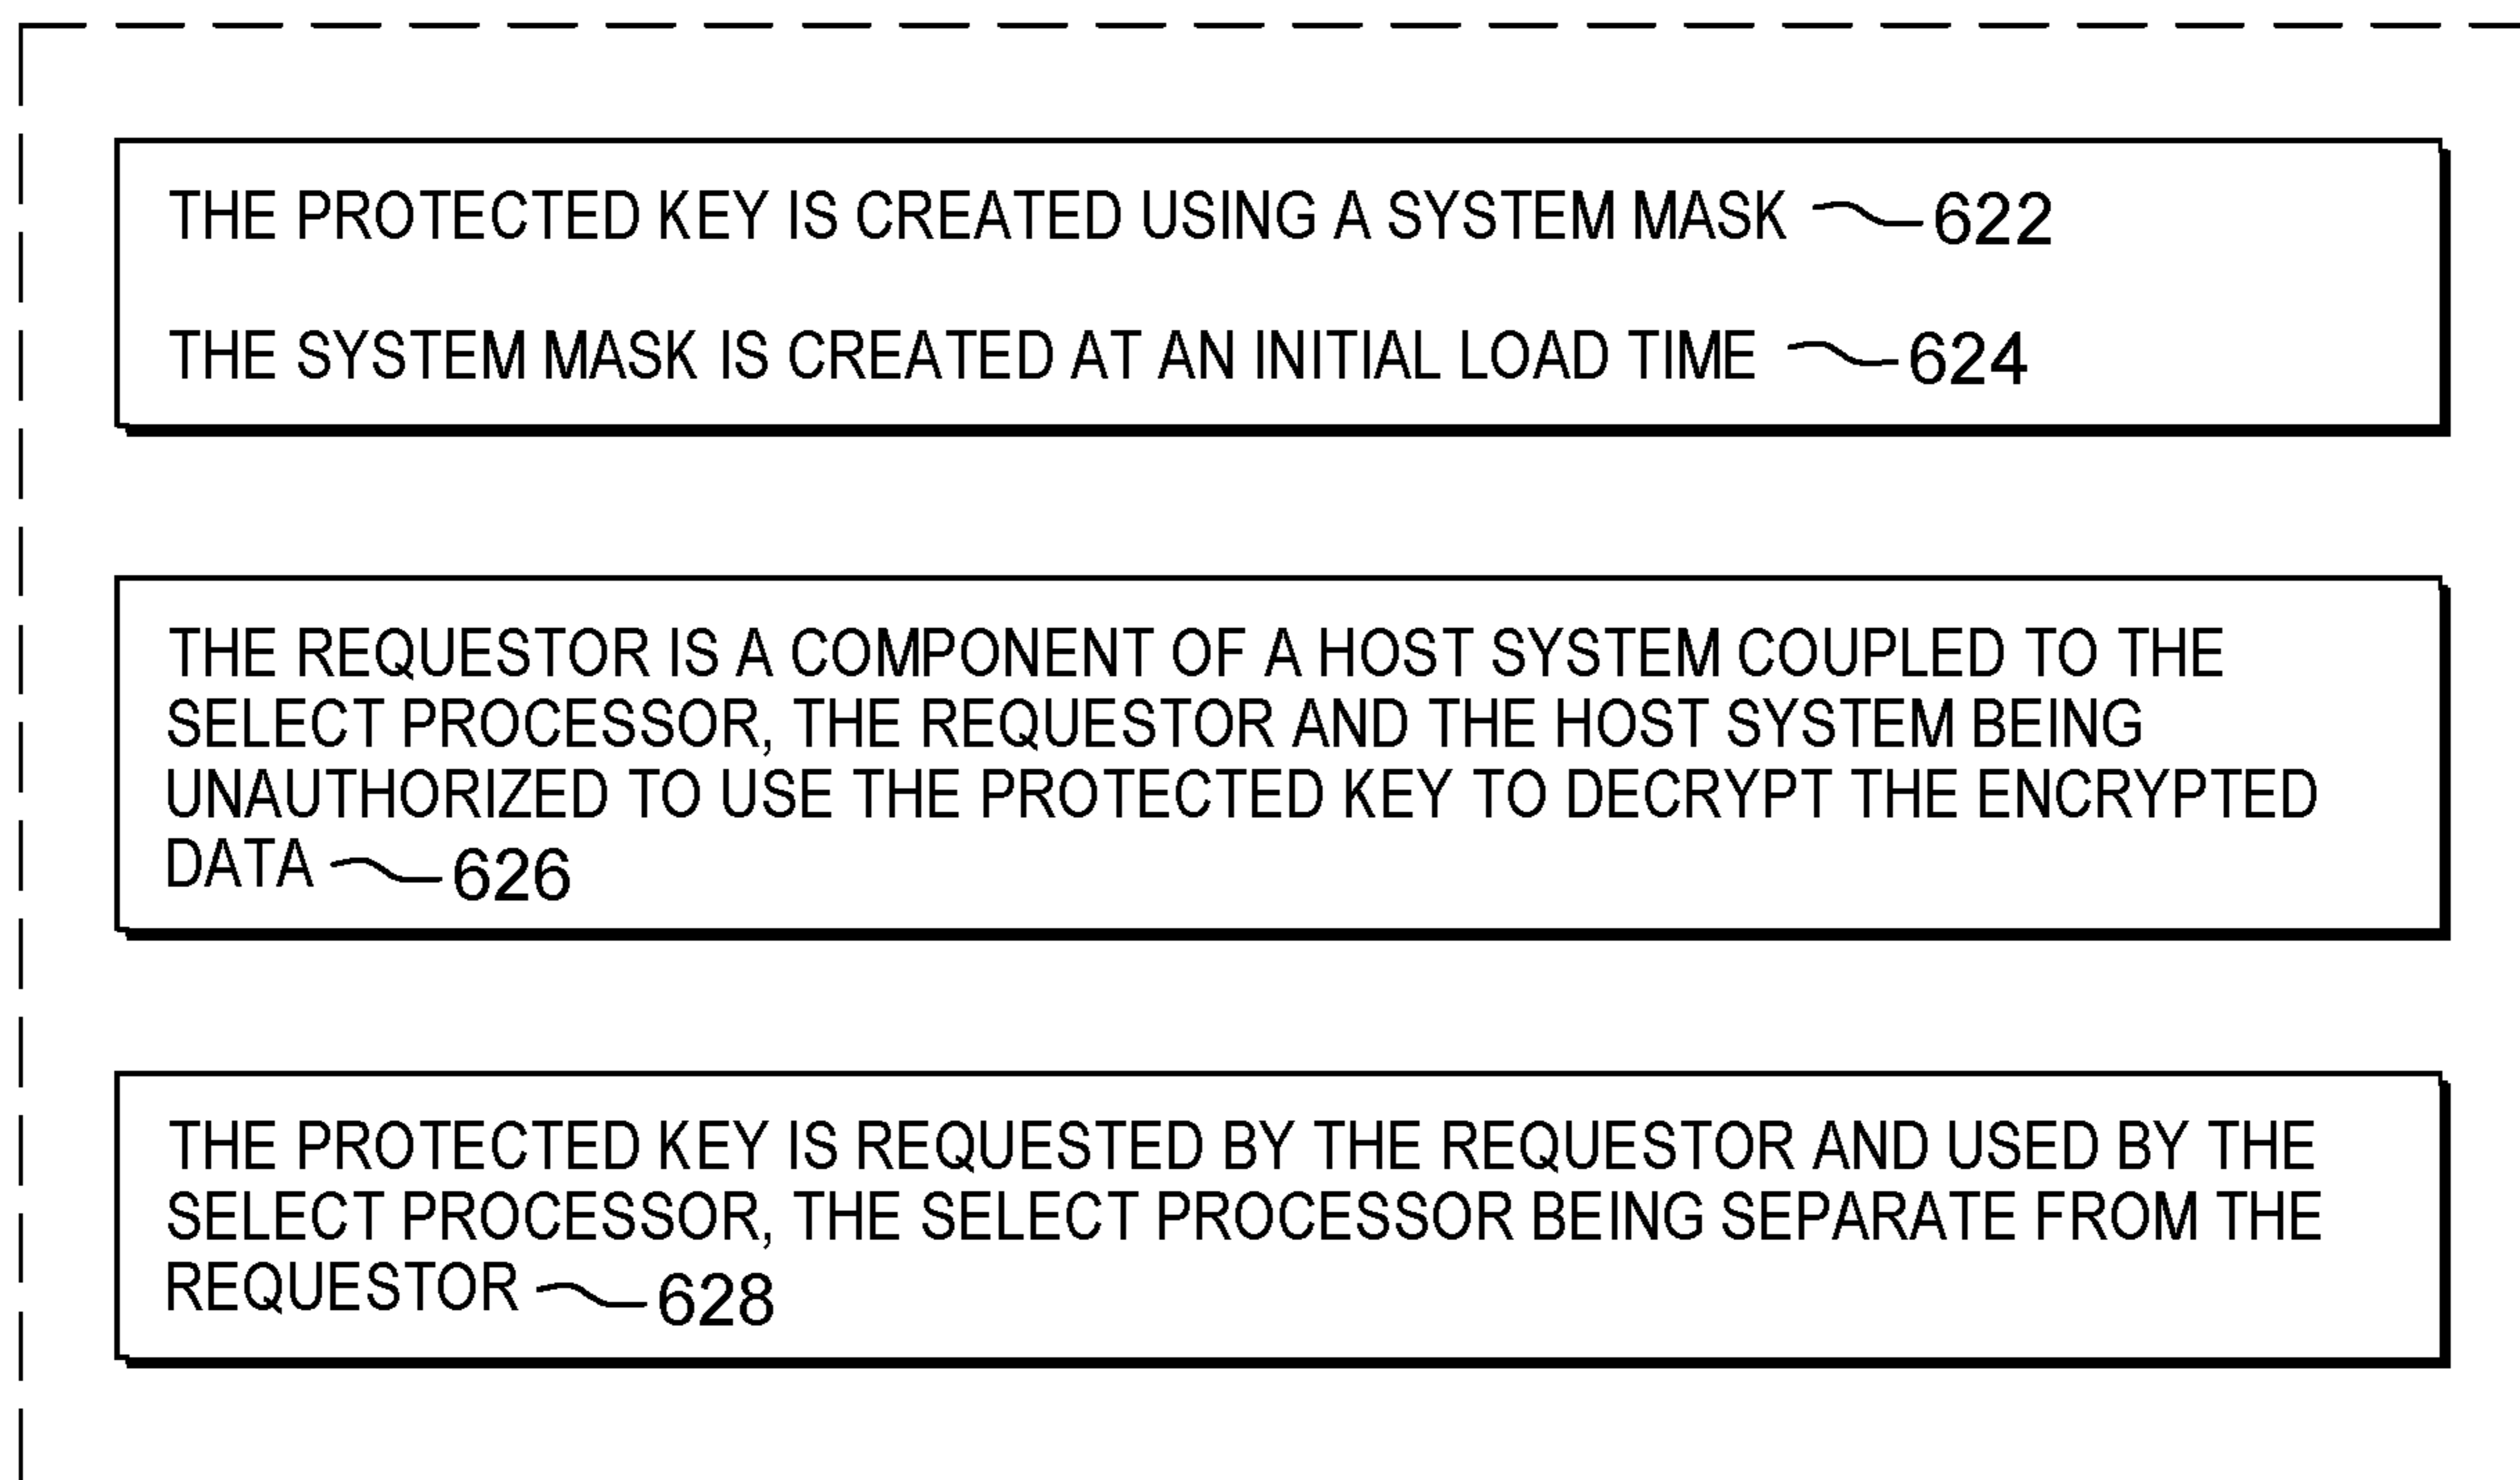 THE PROTECTED KEY IS CREATED USING A SYSTEM MASK 622
THE SYSTEM MASK IS CREATED AT AN INITIAL LOAD TIME 624
THE REQUESTOR IS A COMPONENT OF A HOST SYSTEM COUPLED TO THE
SELECT PROCESSOR, THE REQUESTOR AND THE HOST SYSTEM BEING
UNAUTHORIZED TO USE THE PROTECTED KEY TO DECRYPT THE ENCRYPTED
DATA 626
THE PROTECTED KEY IS REQUESTED BY THE REQUESTOR AND USED BY THE
SELECT PROCESSOR, THE SELECT PROCESSOR BEING SEPARATE FROM THE
REQUESTOR 628